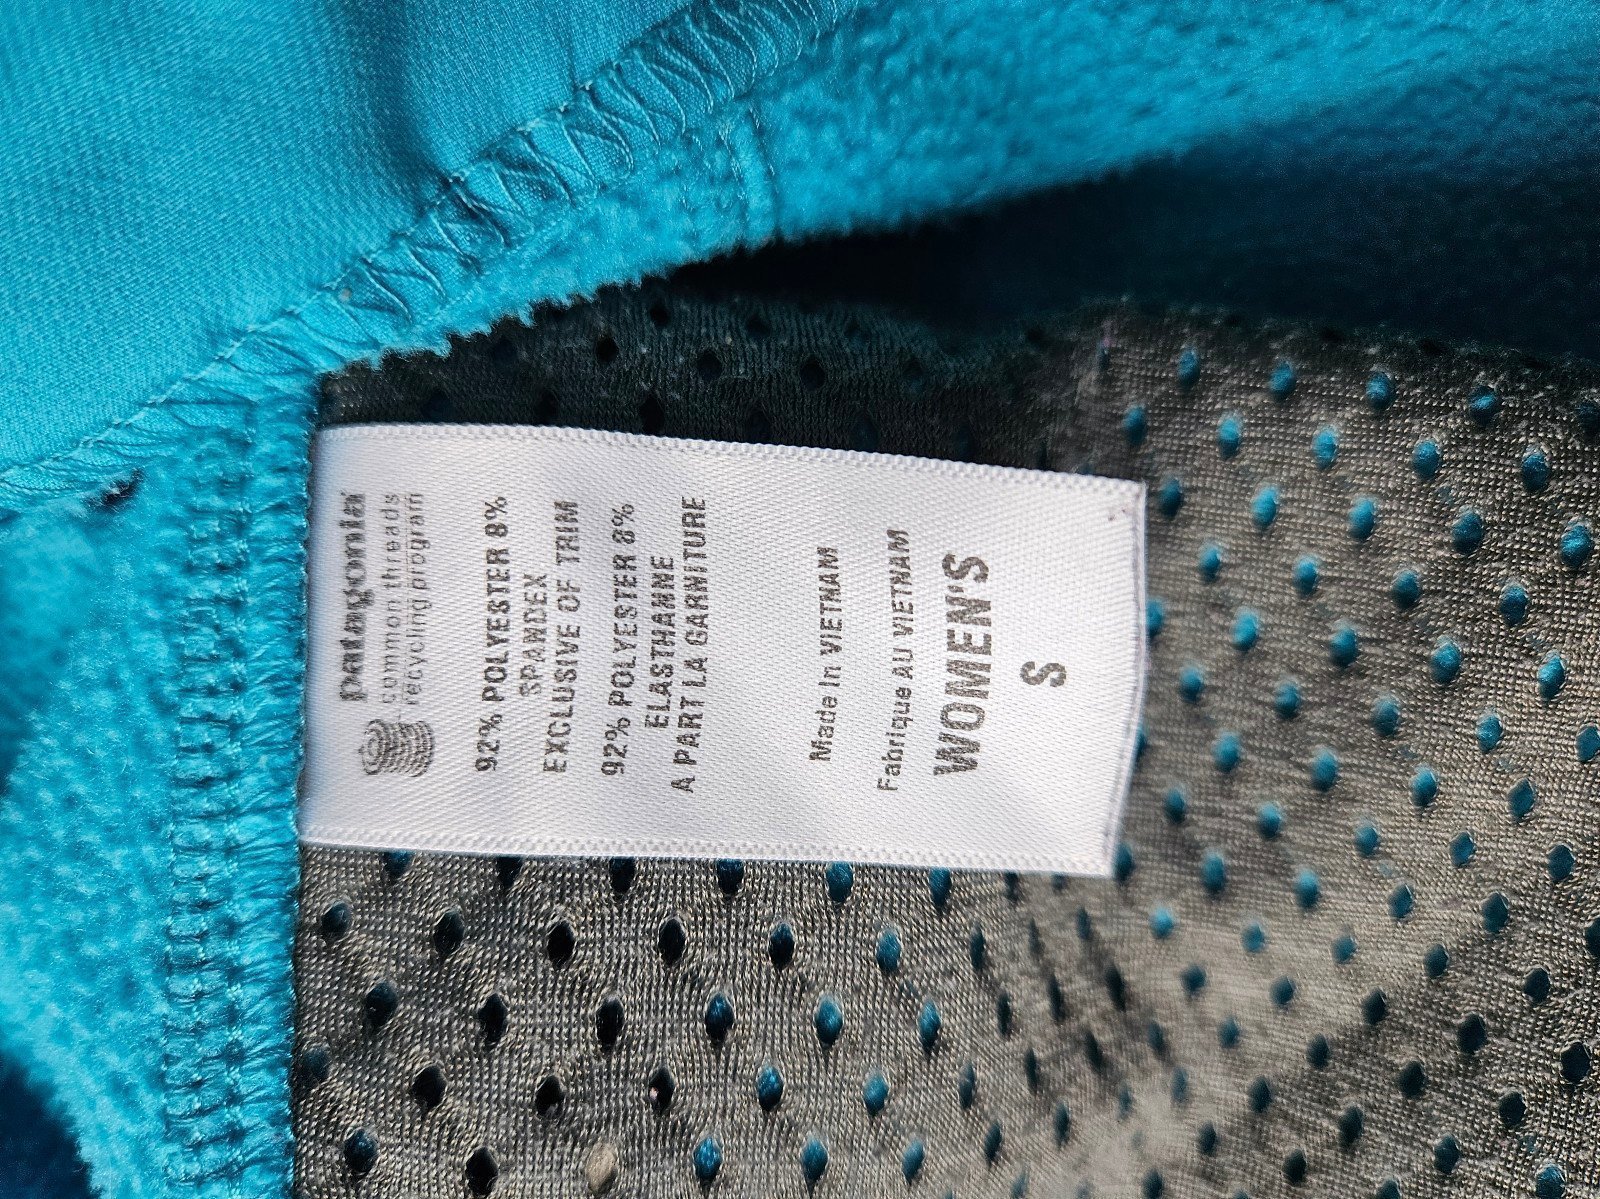 patagonia
common threads
recycling program
92% POLYESTER 8%
SPANDEX
EXCLUSIVE OF TRIM
92% POLYESTER 8%
ELASTHANNE
A PART LA GARNITURE
Made In VIETNAM
Fabrique AU VIETNAM
WOMEN'S
S